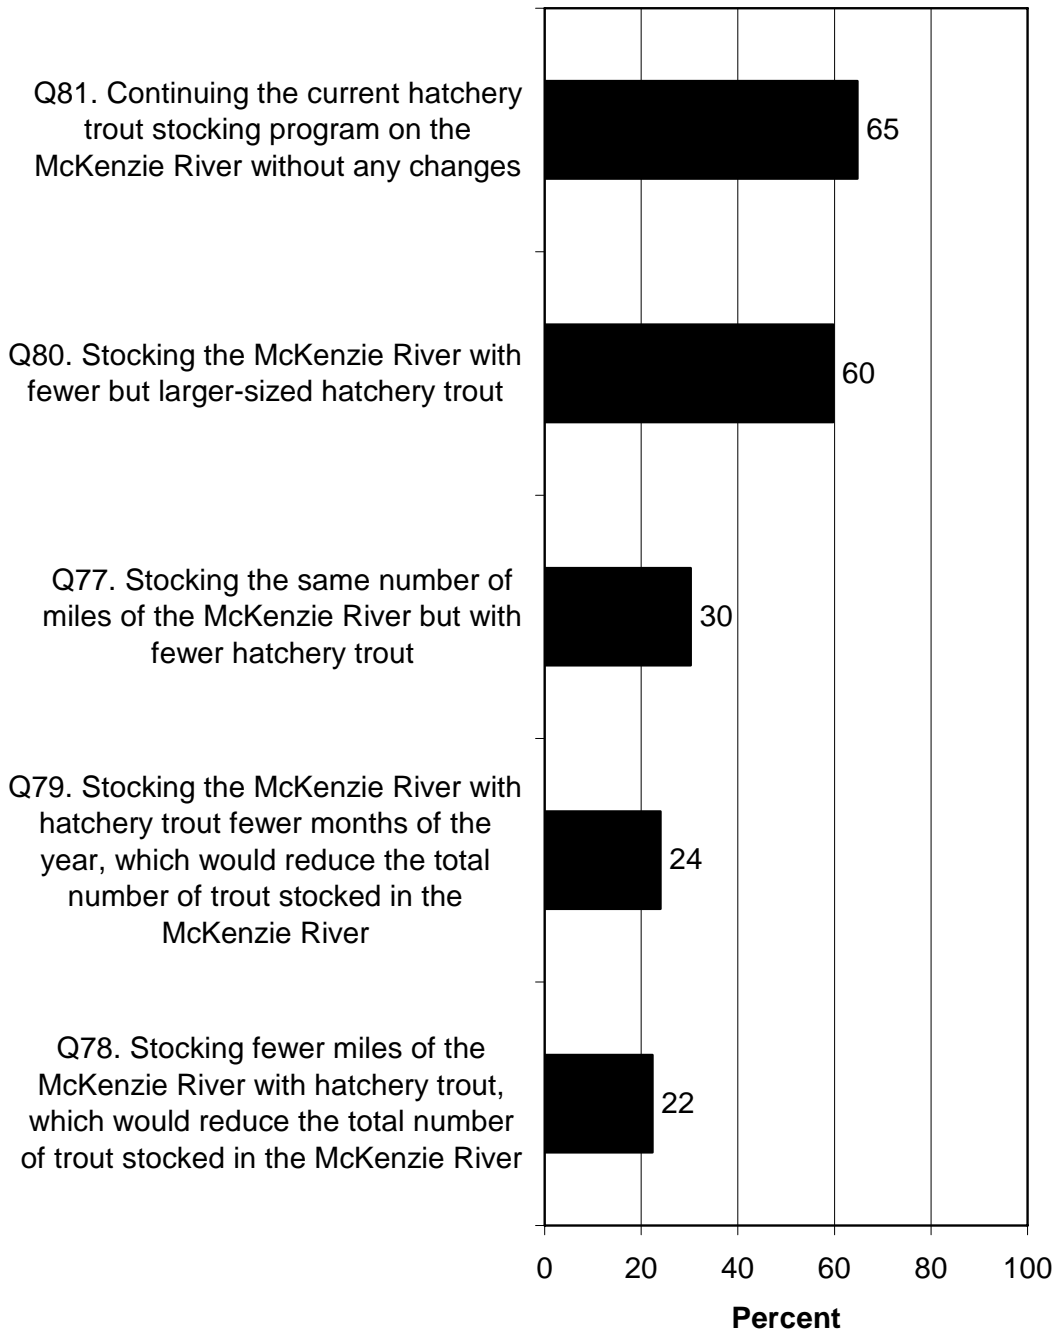 Q81. Continuing the current hatchery
trout stocking program on the
McKenzie River without any changes
65
Q80. Stocking the McKenzie River with
fewer but larger-sized hatchery trout
60
Q77. Stocking the same number of
miles of the McKenzie River but with
fewer hatchery trout
30
Q79. Stocking the McKenzie River with
hatchery trout fewer months of the
year, which would reduce the total
number of trout stocked in the
McKenzie River
24
Q78. Stocking fewer miles of the
McKenzie River with hatchery trout,
which would reduce the total number
of trout stocked in the McKenzie River
22
0 20 40 60 80 100
Percent